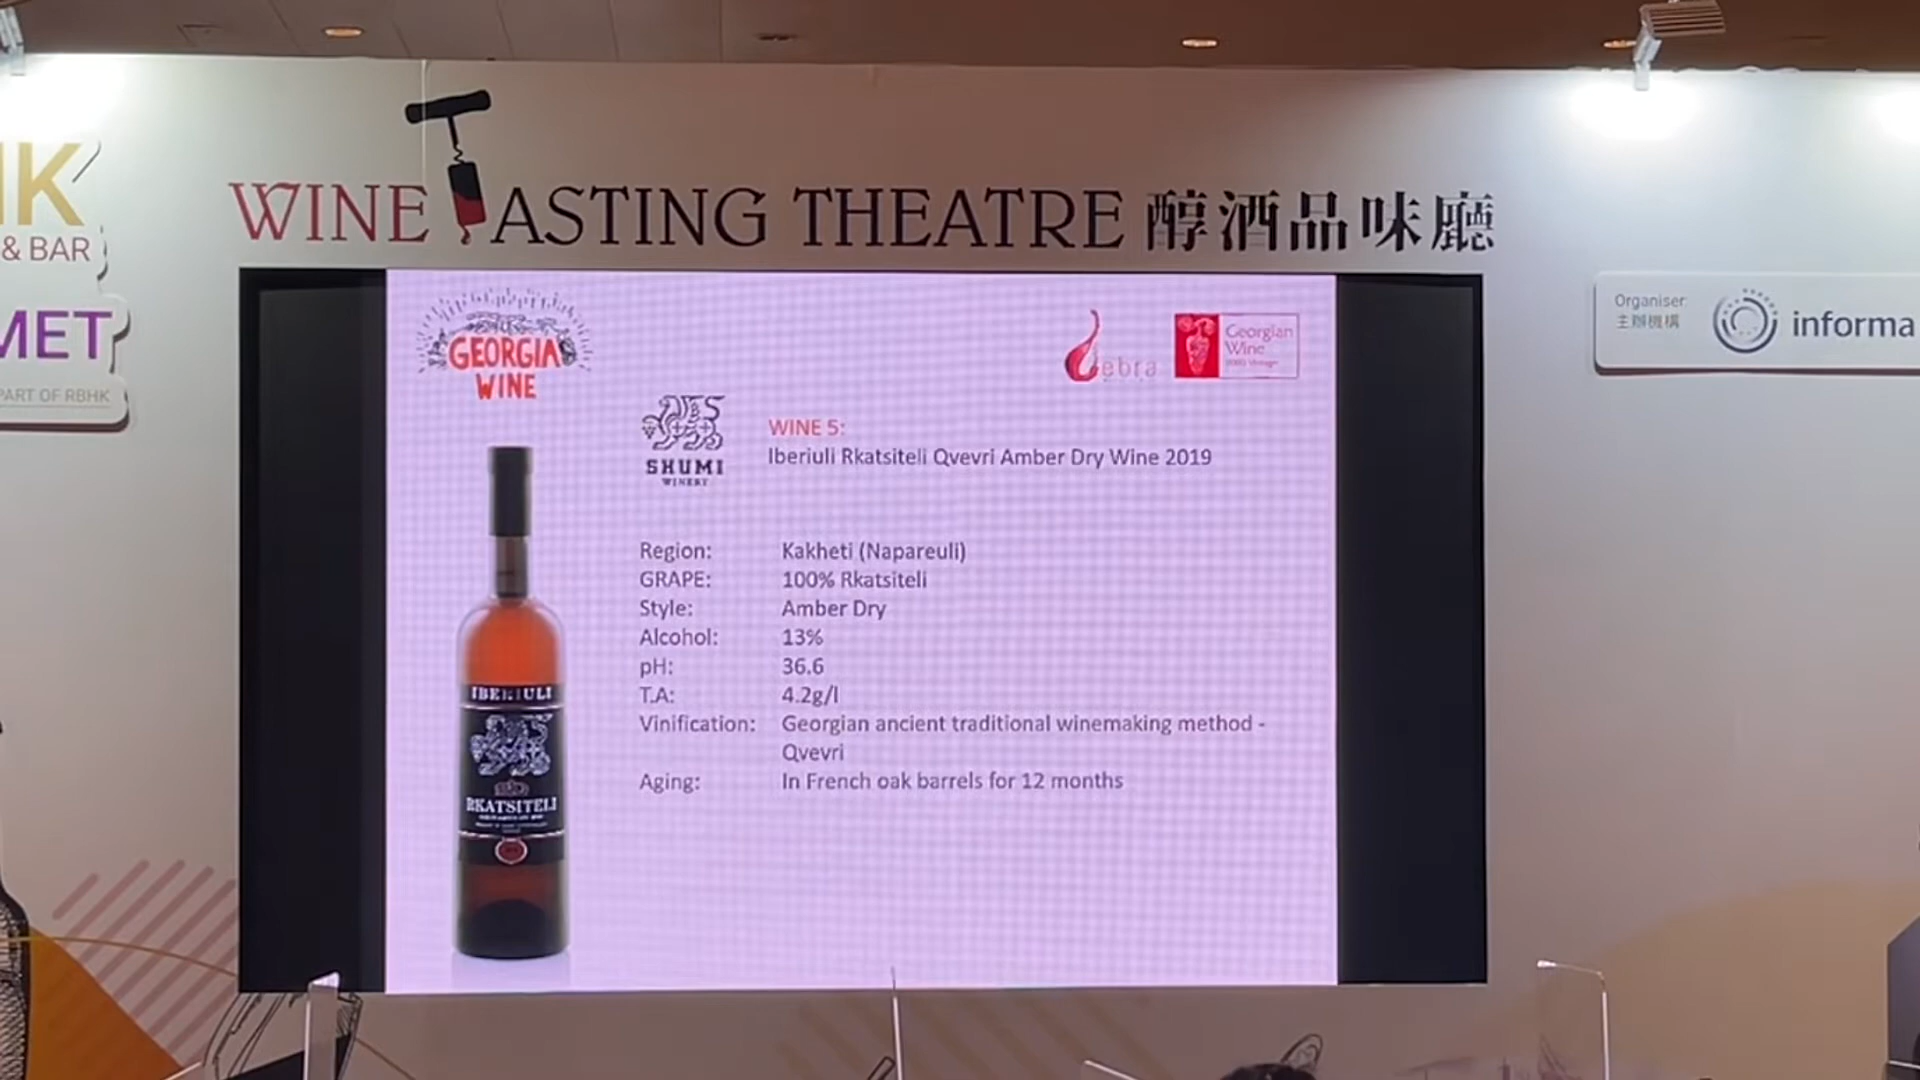 WINE TASTING THEATRE 醇酒品味廳
HK
& BAR
MET
PART OF RBHK
Organiser
主辦機構
informa
GEORGIA
WINE
ebra
Georgian
Wine
SHUMI
WINERY
WINE 5:
Iberiuli Rkatsiteli Qvevri Amber Dry Wine 2019
Region: Kakheti (Napareuli)
GRAPE: 100% Rkatsiteli
Style: Amber Dry
Alcohol: 13%
pH: 36.6
T.A: 4.2g/l
Vinification: Georgian ancient traditional winemaking method -
Qvevri
Aging: In French oak barrels for 12 months
IBERIULI
RKATSITELI